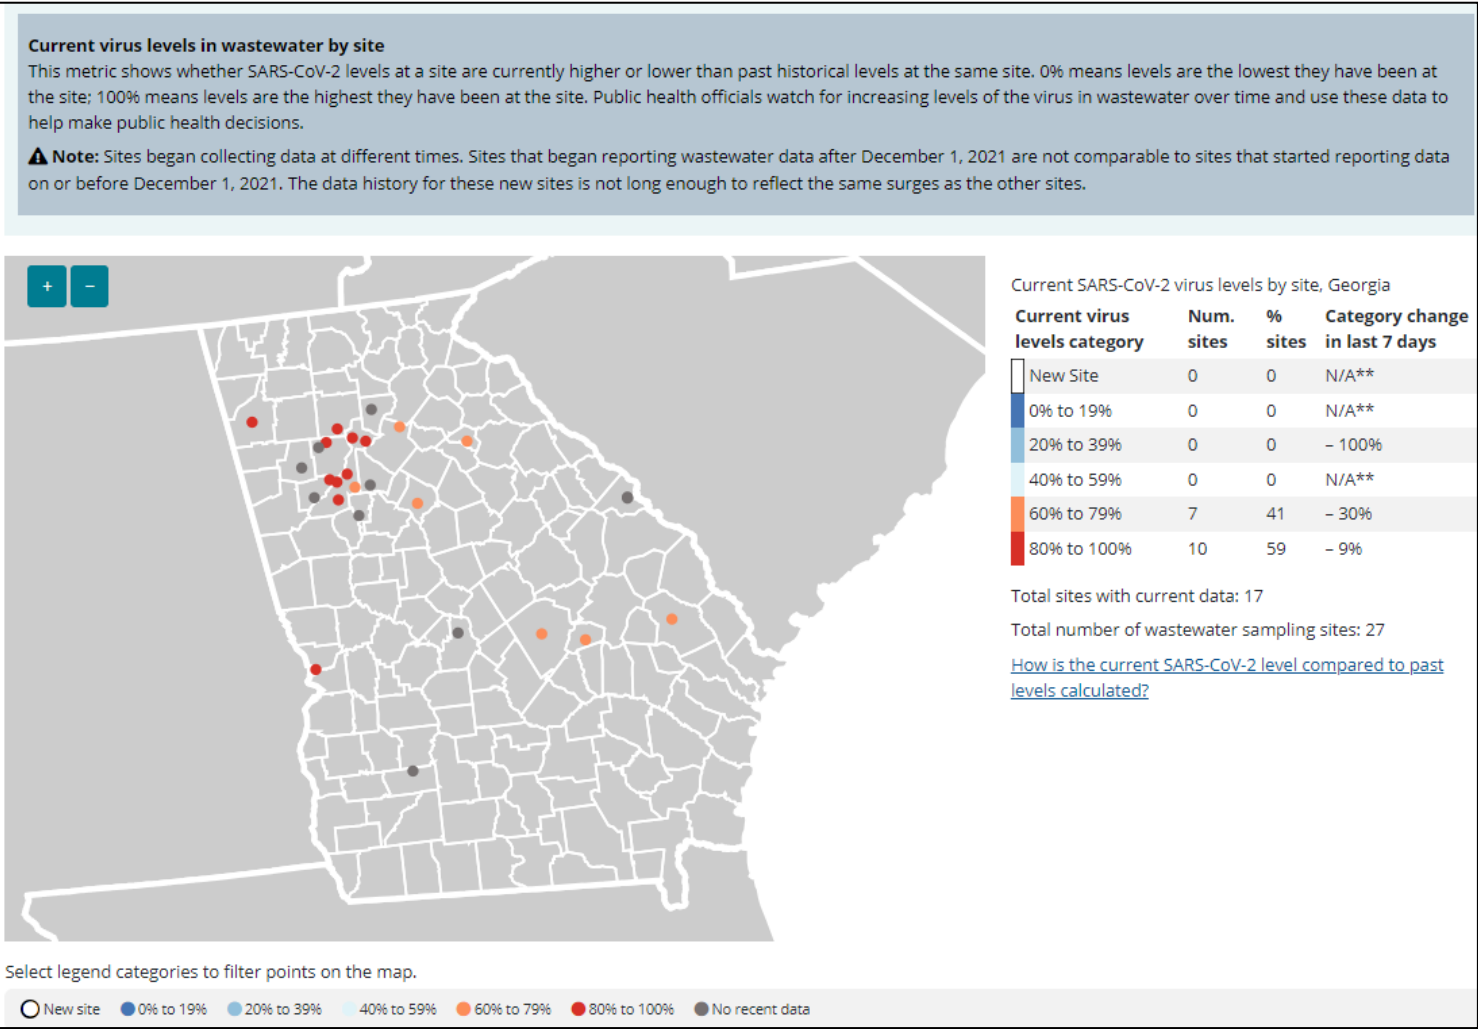 Current virus levels in wastewater by site
This metric shows whether SARS-CoV-2 levels at a site are currently higher or lower than past historical levels at the same site. 0% means levels are the lowest they have been at
the site; 100% means levels are the highest they have been at the site. Public health officials watch for increasing levels of the virus in wastewater over time and use these data to
help make public health decisions.
Note: Sites began collecting data at different times. Sites that began reporting wastewater data after December 1, 2021 are not comparable to sites that started reporting data
on or before December 1, 2021. The data history for these new sites is not long enough to reflect the same surges as the other sites.
+ −
Current SARS-CoV-2 virus levels by site, Georgia
Current virus Num. % Category change
levels category sites sites in last 7 days
New Site 0 0 N/A**
0% to 19% 0 0 N/A**
20% to 39% 0 0 – 100%
40% to 59% 0 0 N/A**
60% to 79% 7 41 – 30%
80% to 100% 10 59 – 9%
Total sites with current data: 17
Total number of wastewater sampling sites: 27
How is the current SARS-CoV-2 level compared to past
levels calculated?
Select legend categories to filter points on the map.
New site 0% to 19% 20% to 39% 40% to 59% 60% to 79% 80% to 100% No recent data